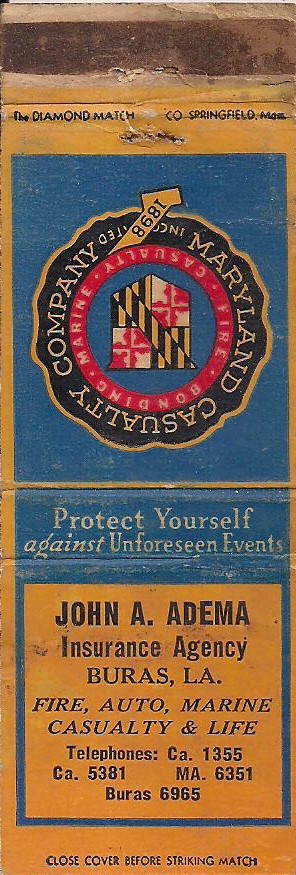 The DIAMOND MATCH CO SPRINGFIELD, Mass.
1898
INCORPORATED
MARYLAND CASUALTY COMPANY
CASUALTY · FIRE · BONDING · MARINE
Protect Yourself
against Unforeseen Events
JOHN A. ADEMA
Insurance Agency
BURAS, LA.
FIRE, AUTO, MARINE
CASUALTY & LIFE
Telephones: Ca. 1355
Ca. 5381 MA. 6351
Buras 6965
CLOSE COVER BEFORE STRIKING MATCH